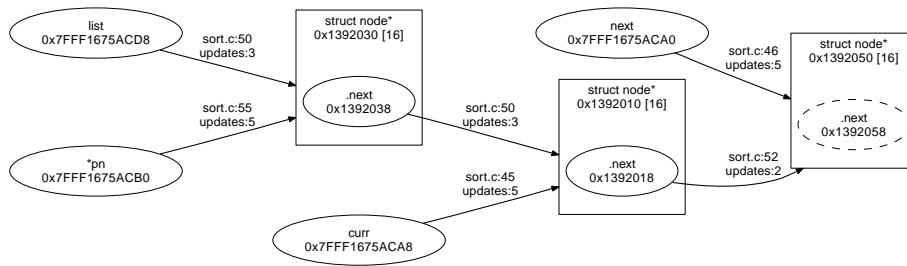 list
0x7FFF1675ACD8
sort.c:50
updates:3
struct node*
0x1392030 [16]
.next
0x1392038
sort.c:55
updates:5
*pn
0x7FFF1675ACB0
next
0x7FFF1675ACA0
sort.c:46
updates:5
struct node*
0x1392050 [16]
.next
0x1392058
sort.c:50
updates:3
struct node*
0x1392010 [16]
.next
0x1392018
sort.c:52
updates:2
sort.c:45
updates:5
curr
0x7FFF1675ACA8